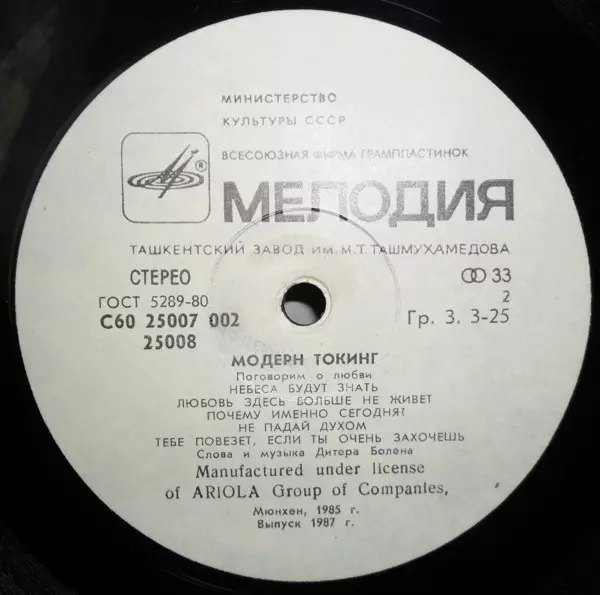 МИНИСТЕРСТВО
КУЛЬТУРЫ СССР
ВСЕСОЮЗНАЯ ФИРМА ГРАМПЛАСТИНОК
®
МЕЛОДИЯ
ТАШКЕНТСКИЙ ЗАВОД ИМ. М.Т. ТАШМУХАМЕДОВА
СТЕРЕО 33
ГОСТ 5289-80 2
С60 25007 002 Гр. 3. 3-25
25008
МОДЕРН ТОКИНГ
Поговорим о любви
НЕБЕСА БУДУТ ЗНАТЬ
ЛЮБОВЬ ЗДЕСЬ БОЛЬШЕ НЕ ЖИВЕТ
ПОЧЕМУ ИМЕННО СЕГОДНЯ?
НЕ ПАДАЙ ДУХОМ
ТЕБЕ ПОВЕЗЕТ, ЕСЛИ ТЫ ОЧЕНЬ ЗАХОЧЕШЬ
Слова и музыка Дитера Болена
Manufactured under license
of ARIOLA Group of Companies,
Мюнхен, 1985 г.
Выпуск 1987 г.